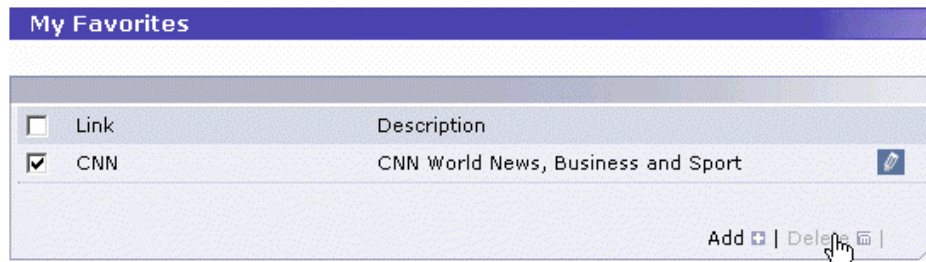 My Favorites
Link Description
CNN CNN World News, Business and Sport
Add | Delete |